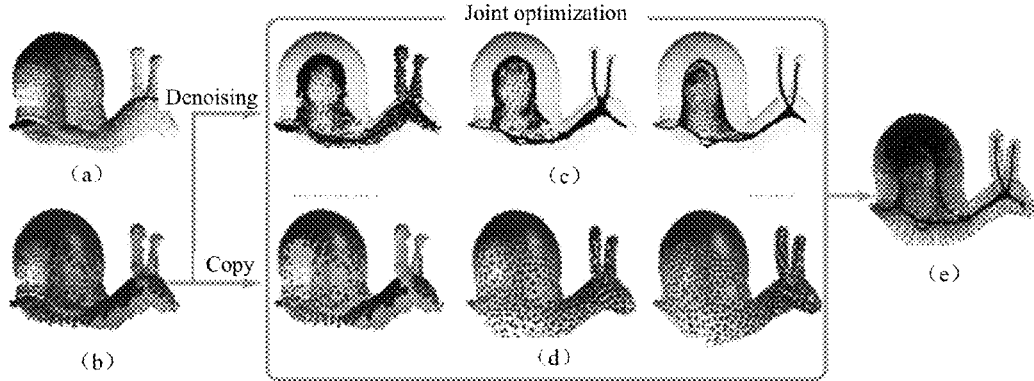 Joint optimization
Denoising
(a)
(c)
Copy
(e)
(b)
(d)